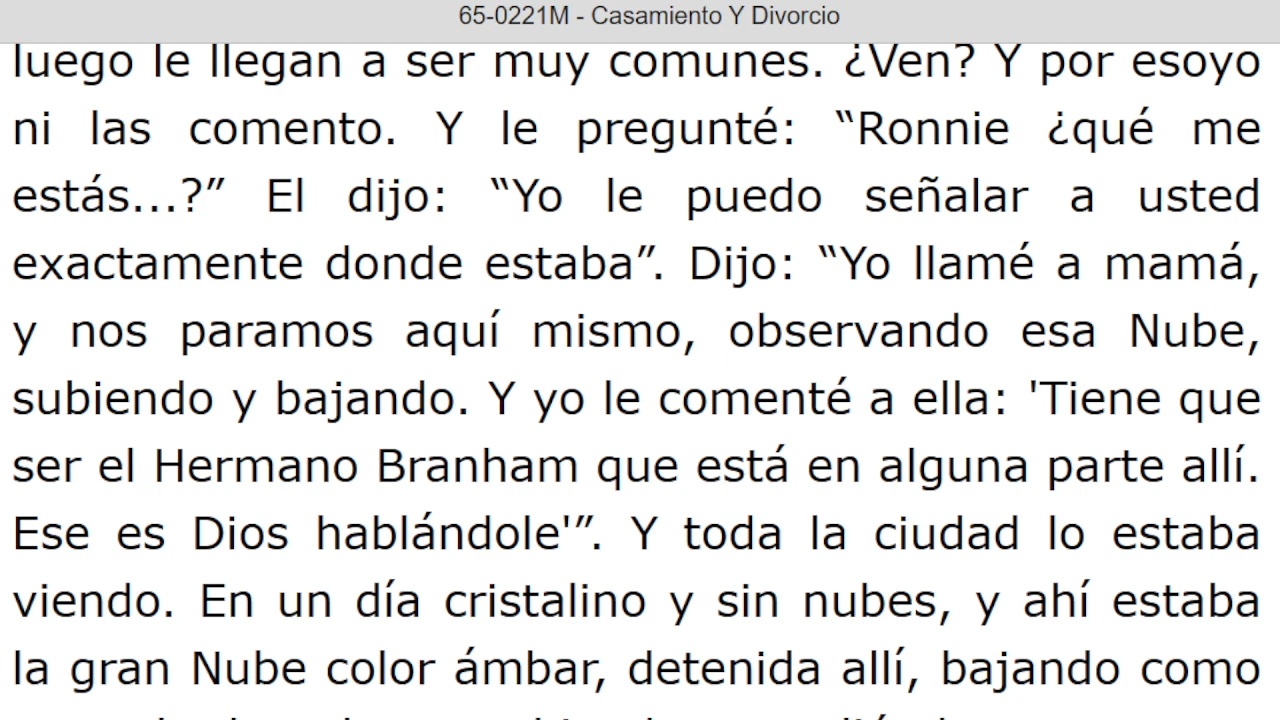 65-0221M - Casamiento Y Divorcio
luego le llegan a ser muy comunes. ¿Ven? Y por esoyo
ni las comento. Y le pregunté: “Ronnie ¿qué me
estás...?” El dijo: “Yo le puedo señalar a usted
exactamente donde estaba”. Dijo: “Yo llamé a mamá,
y nos paramos aquí mismo, observando esa Nube,
subiendo y bajando. Y yo le comenté a ella: 'Tiene que
ser el Hermano Branham que está en alguna parte allí.
Ese es Dios hablándole'”. Y toda la ciudad lo estaba
viendo. En un día cristalino y sin nubes, y ahí estaba
la gran Nube color ámbar, detenida allí, bajando como